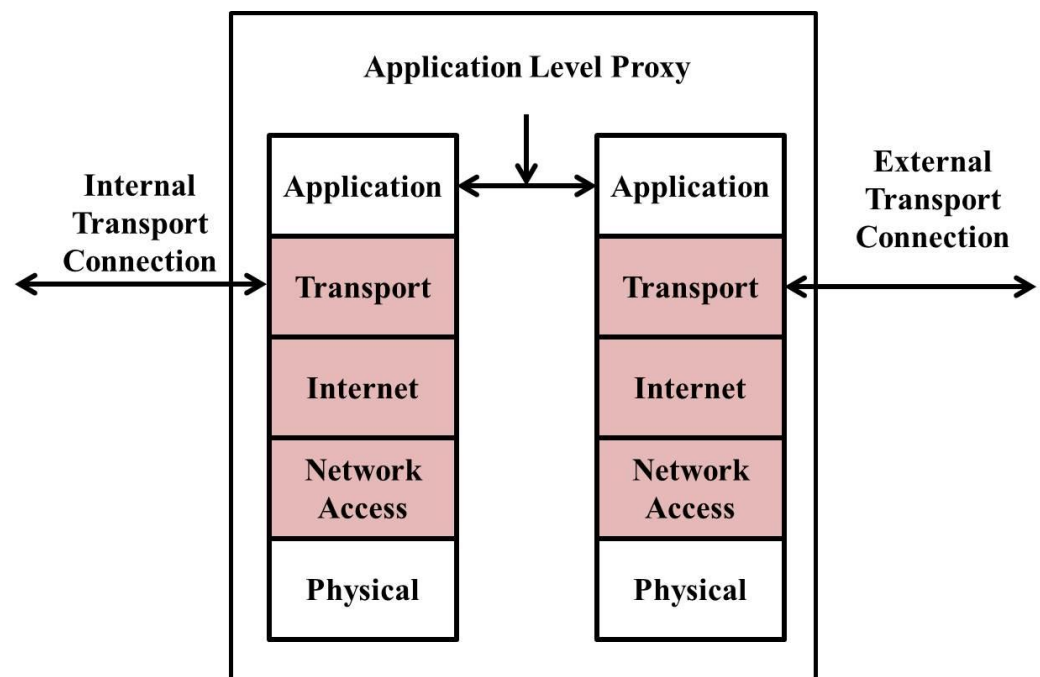 Application Level Proxy
Internal
Transport
Connection
Application
Transport
Internet
Network
Access
Physical
Application
Transport
Internet
Network
Access
Physical
External
Transport
Connection